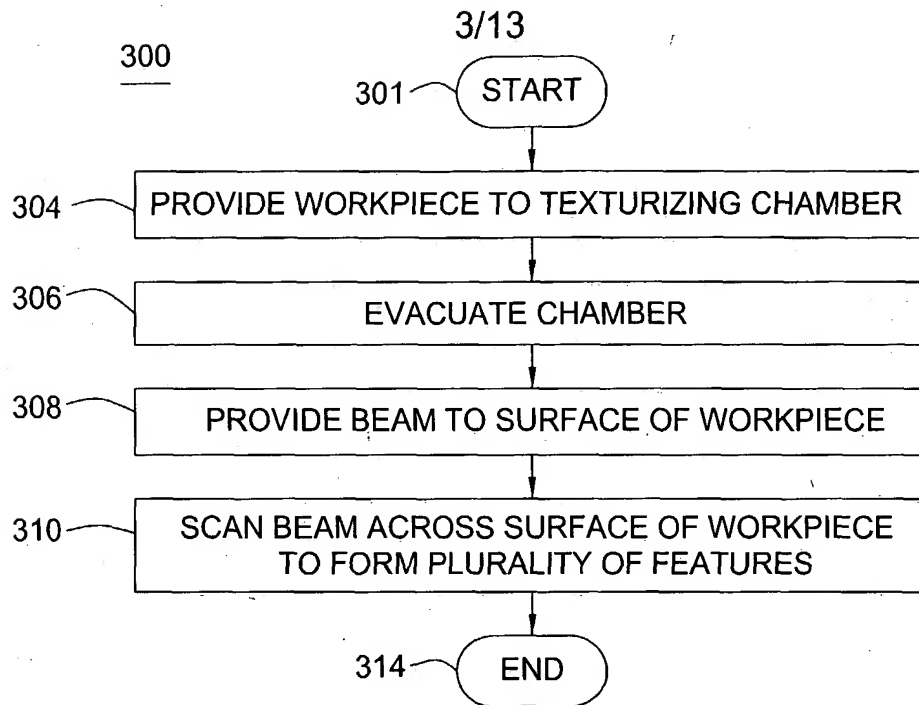 3/13
300
301
START
304
PROVIDE WORKPIECE TO TEXTURIZING CHAMBER
306
EVACUATE CHAMBER
308
PROVIDE BEAM TO SURFACE OF WORKPIECE
310
SCAN BEAM ACROSS SURFACE OF WORKPIECE
TO FORM PLURALITY OF FEATURES
314
END